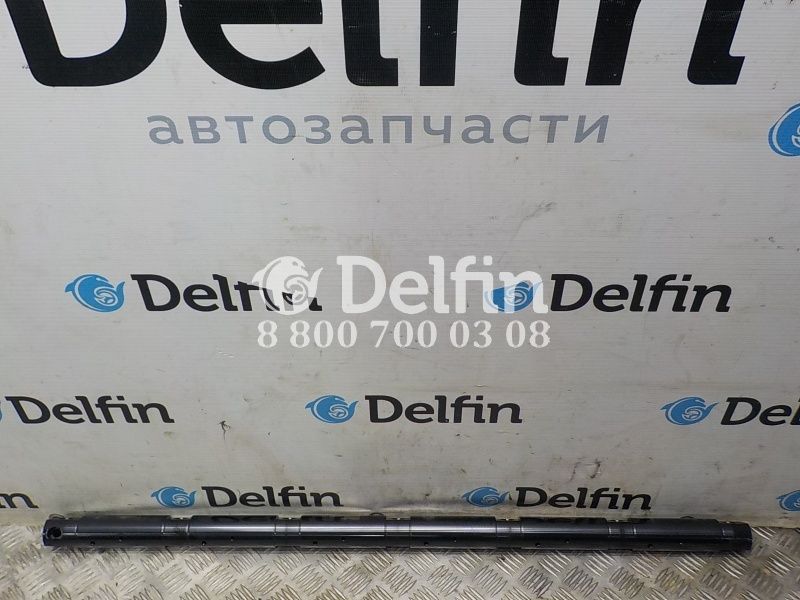 Delfin
автозапчасти
Delfin Delfin Delfin
8 800 700 03 08
Delfin Delfin Delfin
Delfin Delfin